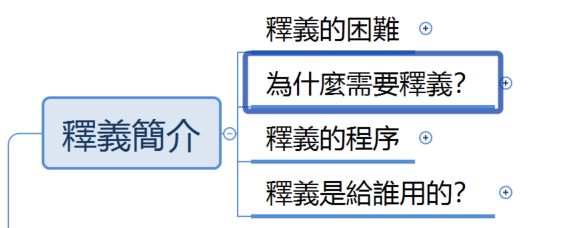 釋義的困難
為什麼需要釋義？
釋義簡介
釋義的程序
釋義是給誰用的？